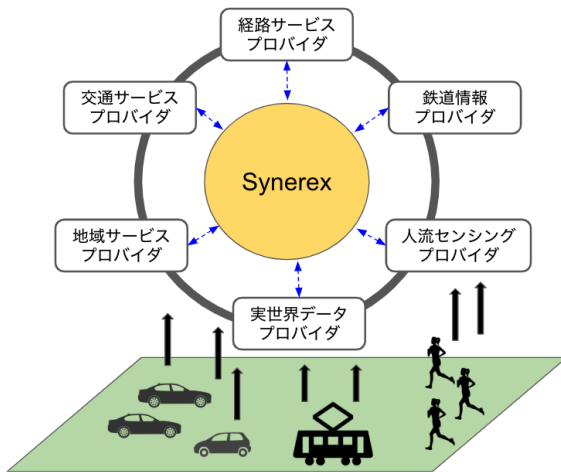 経路サービス
プロバイダ
交通サービス
プロバイダ
鉄道情報
プロバイダ
Synerex
地域サービス
プロバイダ
人流センシング
プロバイダ
実世界データ
プロバイダ